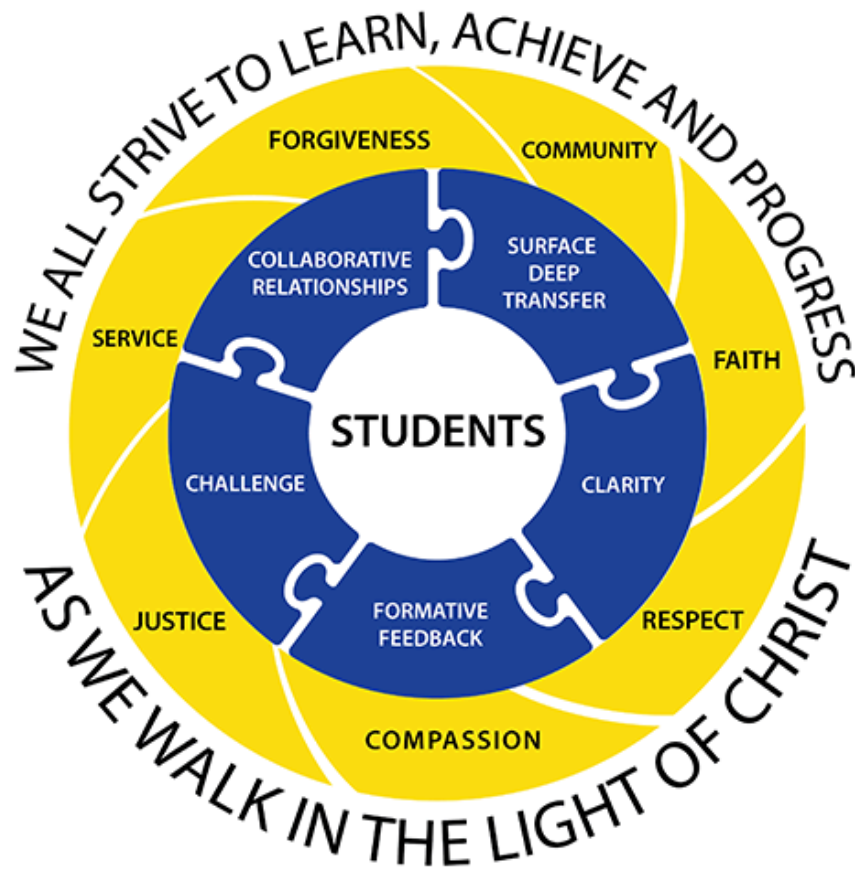 WE ALL STRIVE TO LEARN, ACHIEVE AND PROGRESS
FORGIVENESS
COMMUNITY
FAITH
RESPECT
COMPASSION
JUSTICE
SERVICE
COLLABORATIVE
RELATIONSHIPS
SURFACE
DEEP
TRANSFER
CLARITY
FORMATIVE
FEEDBACK
CHALLENGE
STUDENTS
AS WE WALK IN THE LIGHT OF CHRIST